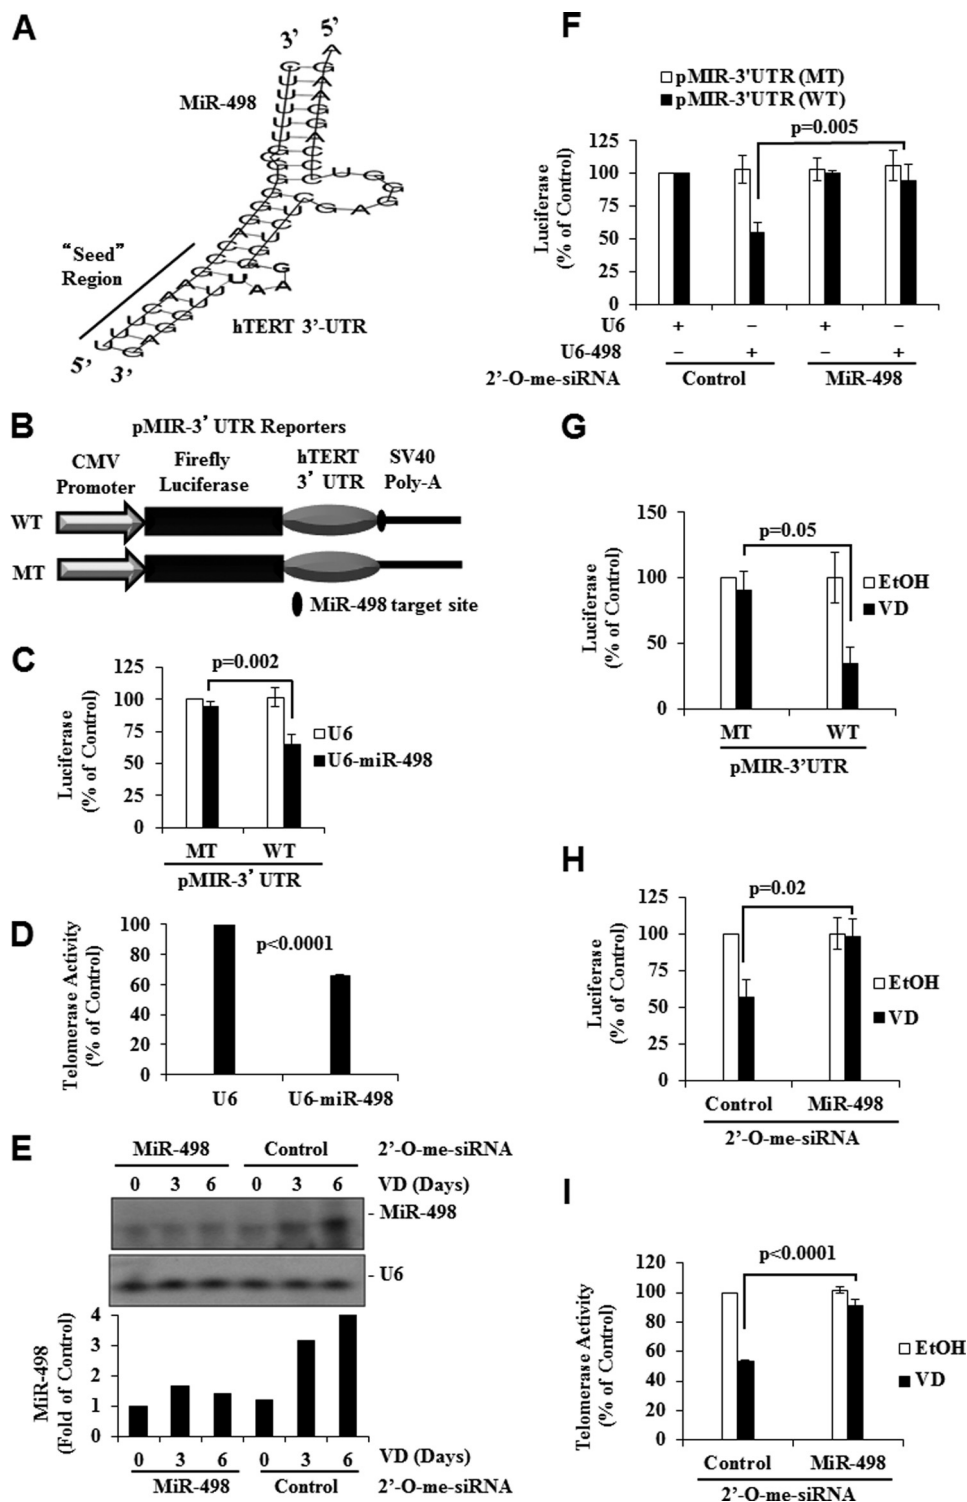 A
3’ 5’
MiR-498
“Seed”
Region
hTERT 3’-UTR
5’ 3’
B
pMIR-3’ UTR Reporters
CMV Promoter
Firefly Luciferase
hTERT 3’ UTR
SV40 Poly-A
WT
MT
MiR-498 target site
C
Luciferase
(% of Control)
125
100
75
50
25
0
p=0.002
U6
U6-miR-498
MT WT
pMIR-3’ UTR
D
Telomerase Activity
(% of Control)
100
80
60
40
20
0
p<0.0001
U6 U6-miR-498
E
MiR-498 Control 2’-O-me-siRNA
0 3 6 0 3 6 VD (Days)
- MiR-498
- U6
MiR-498
(Fold of Control)
4
3
2
1
0
0 3 6 0 3 6 VD (Days)
MiR-498 Control 2’-O-me-siRNA
F
pMIR-3'UTR (MT)
pMIR-3'UTR (WT)
p=0.005
Luciferase
(% of Control)
125
100
75
50
25
0
U6 + – + –
U6-498 – + – +
2’-O-me-siRNA Control MiR-498
G
Luciferase
(% of Control)
150
100
50
0
p=0.05
EtOH
VD
MT WT
pMIR-3’UTR
H
Luciferase
(% of Control)
125
100
75
50
25
0
p=0.02
EtOH
VD
Control MiR-498
2’-O-me-siRNA
I
Telomerase Activity
(% of Control)
120
100
80
60
40
20
0
p<0.0001
EtOH
VD
Control MiR-498
2’-O-me-siRNA